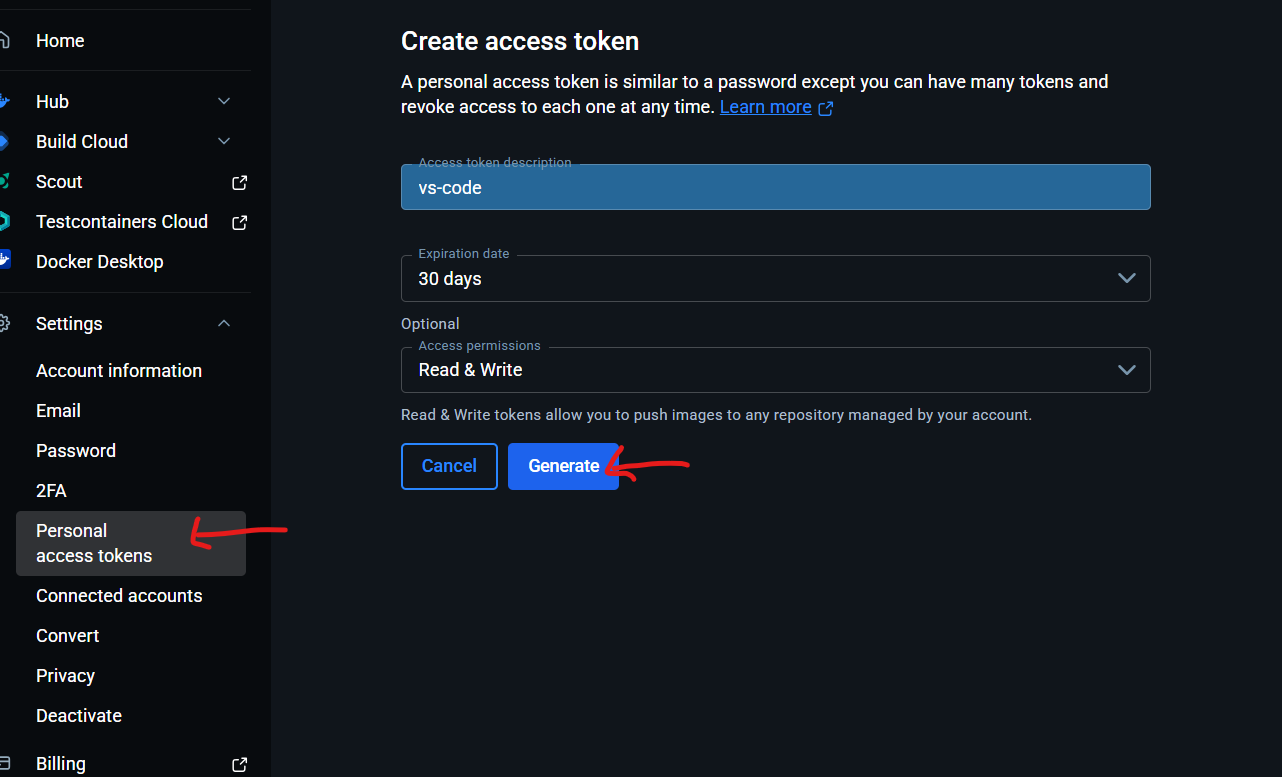 Home
Hub
Build Cloud
Scout
Testcontainers Cloud
Docker Desktop
Settings
Account information
Email
Password
2FA
Personal
access tokens
Connected accounts
Convert
Privacy
Deactivate
Billing
Create access token
A personal access token is similar to a password except you can have many tokens and
revoke access to each one at any time. Learn more
Access token description
vs-code
Expiration date
30 days
Optional
Access permissions
Read & Write
Read & Write tokens allow you to push images to any repository managed by your account.
Cancel
Generate